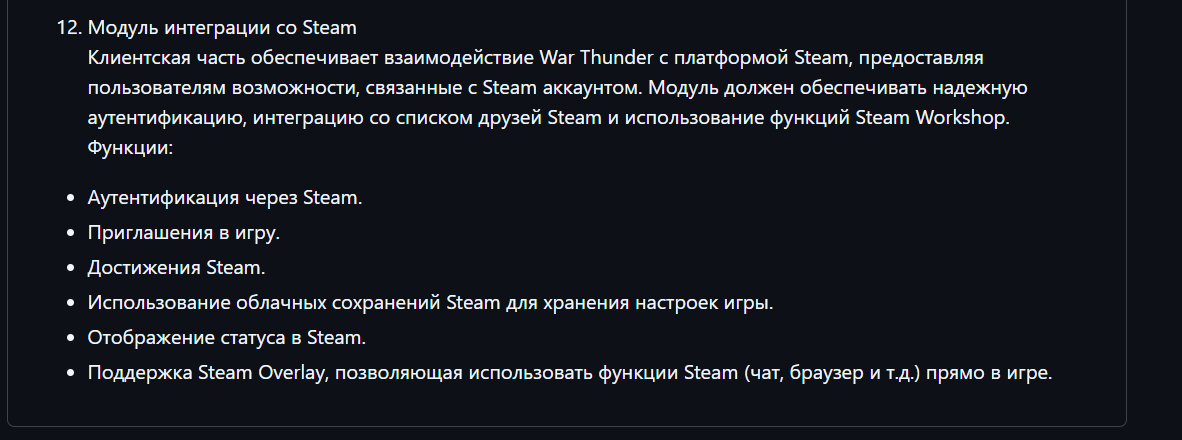 12. Модуль интеграции со Steam
Клиентская часть обеспечивает взаимодействие War Thunder с платформой Steam, предоставляя
пользователям возможности, связанные с Steam аккаунтом. Модуль должен обеспечивать надежную
аутентификацию, интеграцию со списком друзей Steam и использование функций Steam Workshop.
Функции:
• Аутентификация через Steam.
• Приглашения в игру.
• Достижения Steam.
• Использование облачных сохранений Steam для хранения настроек игры.
• Отображение статуса в Steam.
• Поддержка Steam Overlay, позволяющая использовать функции Steam (чат, браузер и т.д.) прямо в игре.